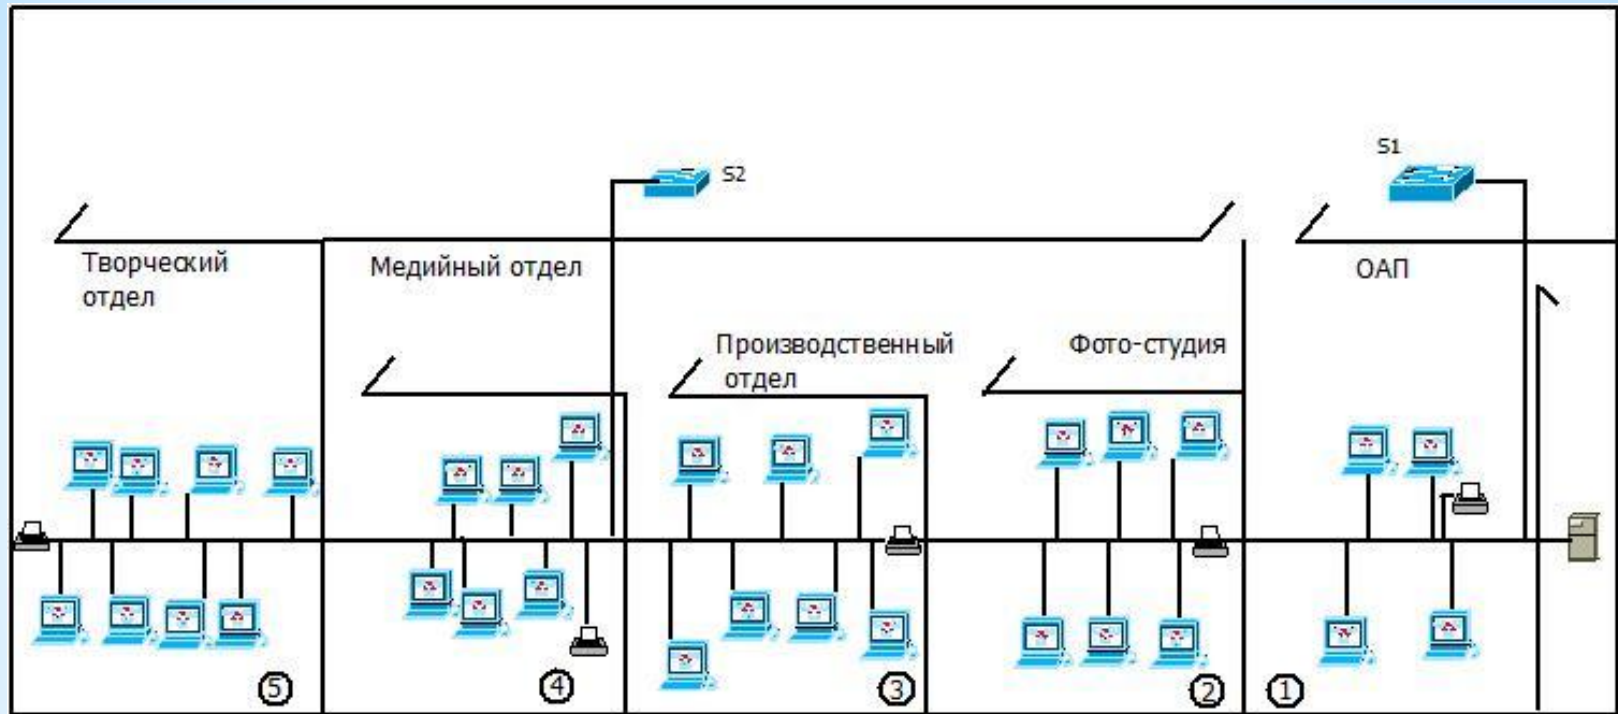 S1
S2
Творческий
отдел
Медийный отдел
ОАП
Производственный
отдел
Фото-студия
5
4
3
2
1